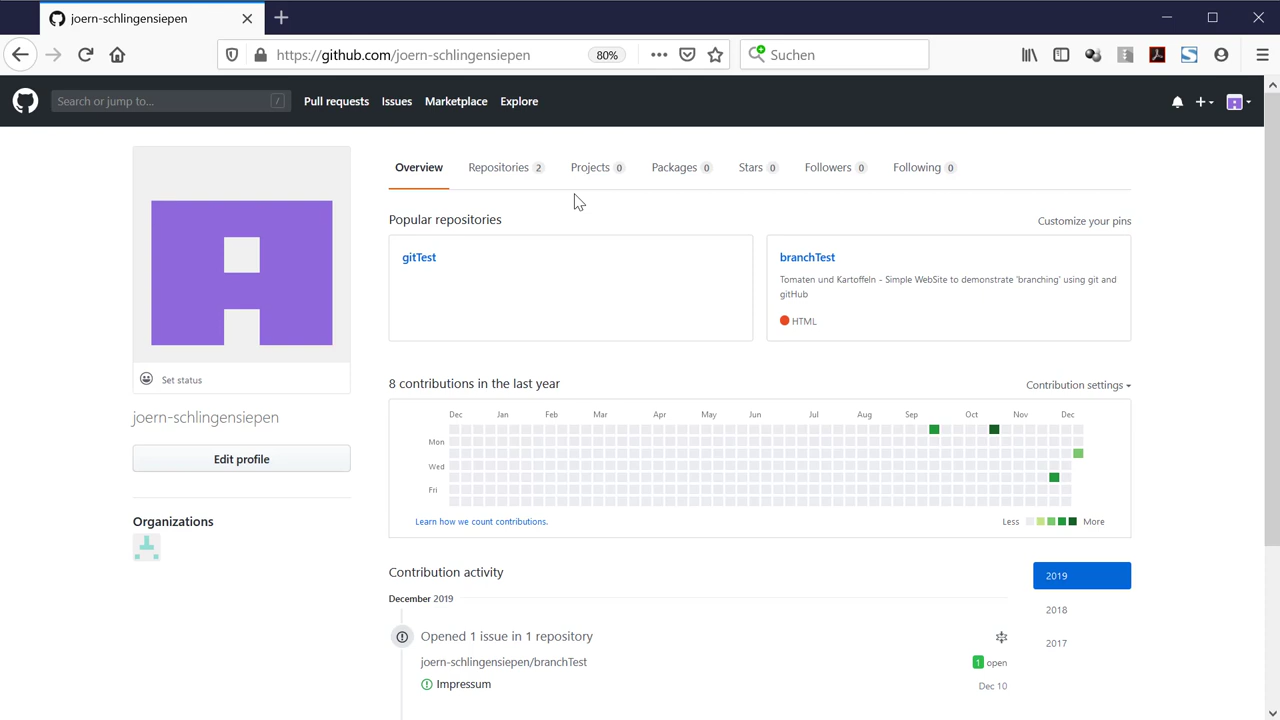 joern-schlingensiepen
https://github.com/joern-schlingensiepen
80%
Suchen
Search or jump to...
/
Pull requests
Issues
Marketplace
Explore
Overview
Repositories 2
Projects 0
Packages 0
Stars 0
Followers 0
Following 0
Popular repositories
Customize your pins
gitTest
branchTest
Tomaten und Kartoffeln - Simple WebSite to demonstrate 'branching' using git and
gitHub
HTML
Set status
joern-schlingensiepen
Edit profile
Organizations
8 contributions in the last year
Contribution settings
Dec Jan Feb Mar Apr May Jun Jul Aug Sep Oct Nov Dec
Mon
Wed
Fri
Learn how we count contributions.
Less
More
Contribution activity
2019
2018
2017
December 2019
Opened 1 issue in 1 repository
joern-schlingensiepen/branchTest
1 open
Impressum
Dec 10